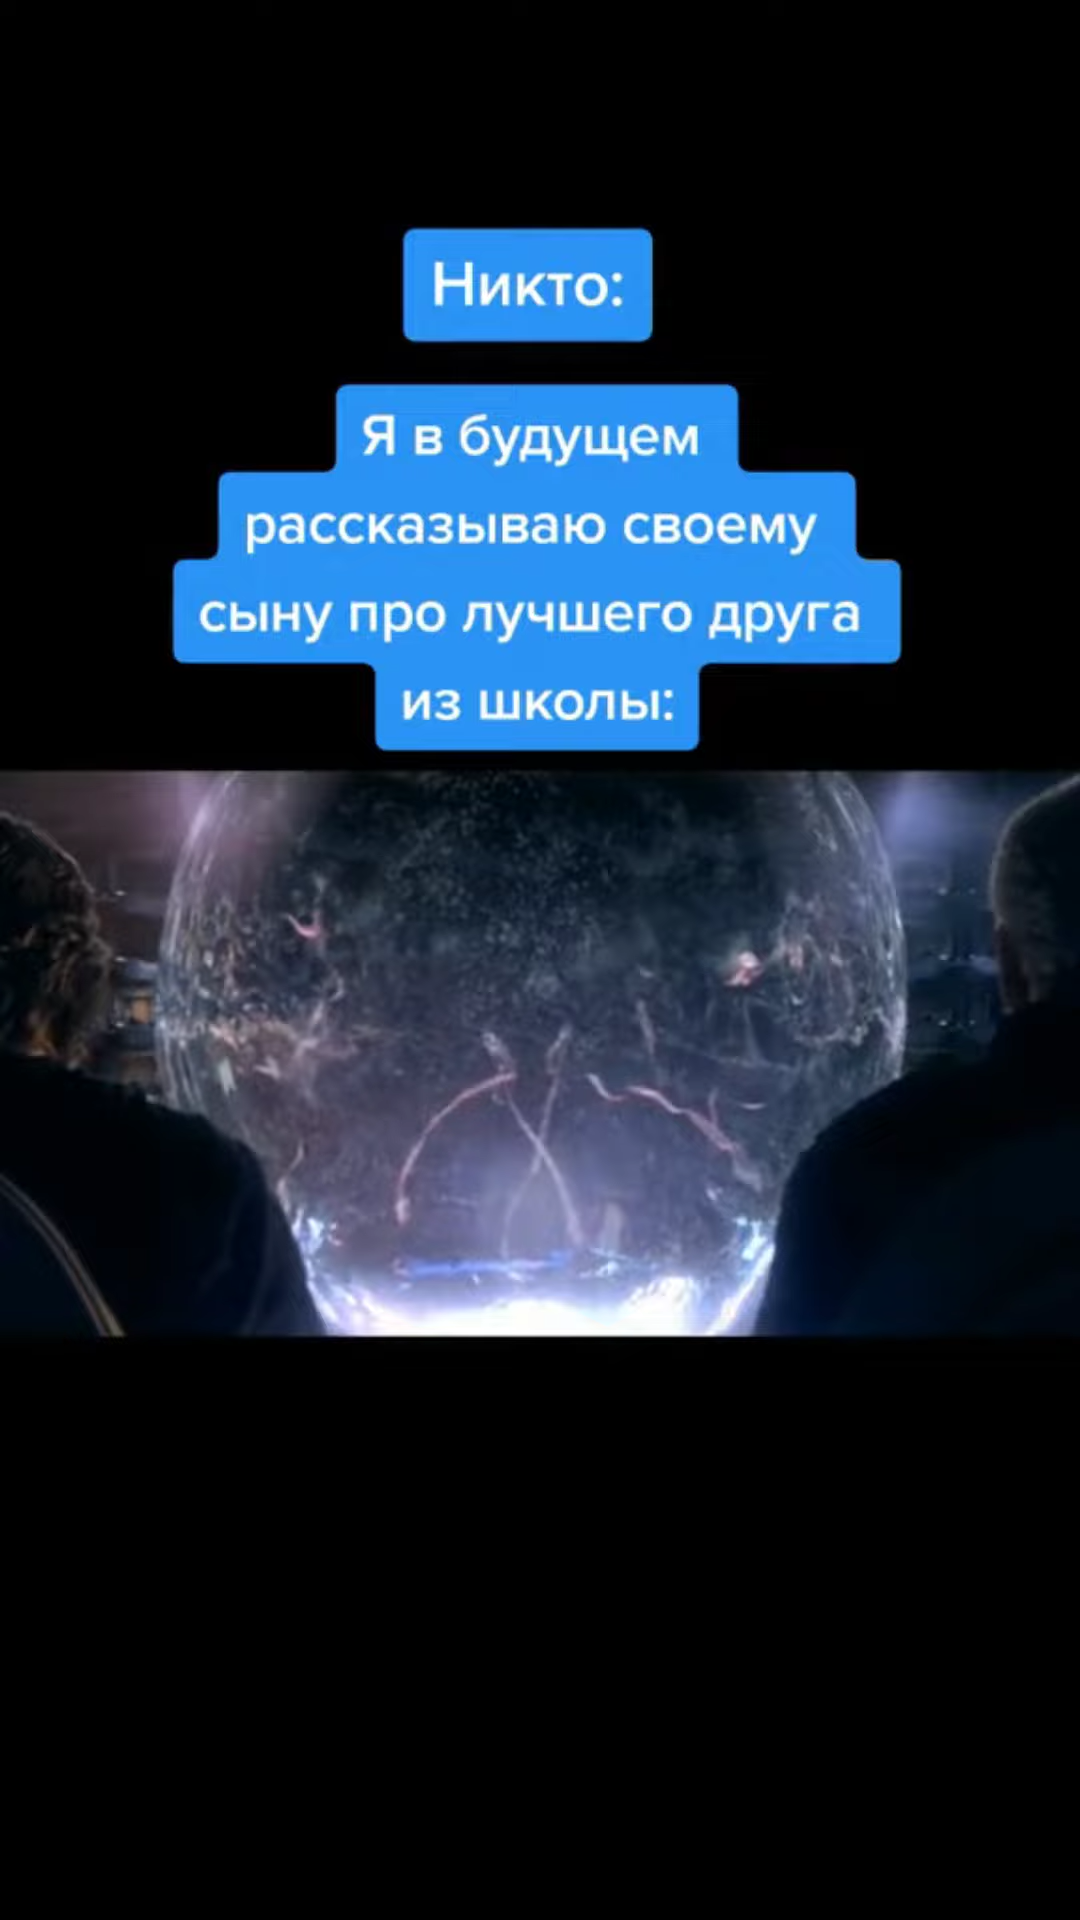 Никто:
Я в будущем
рассказываю своему
сыну про лучшего друга
из школы: